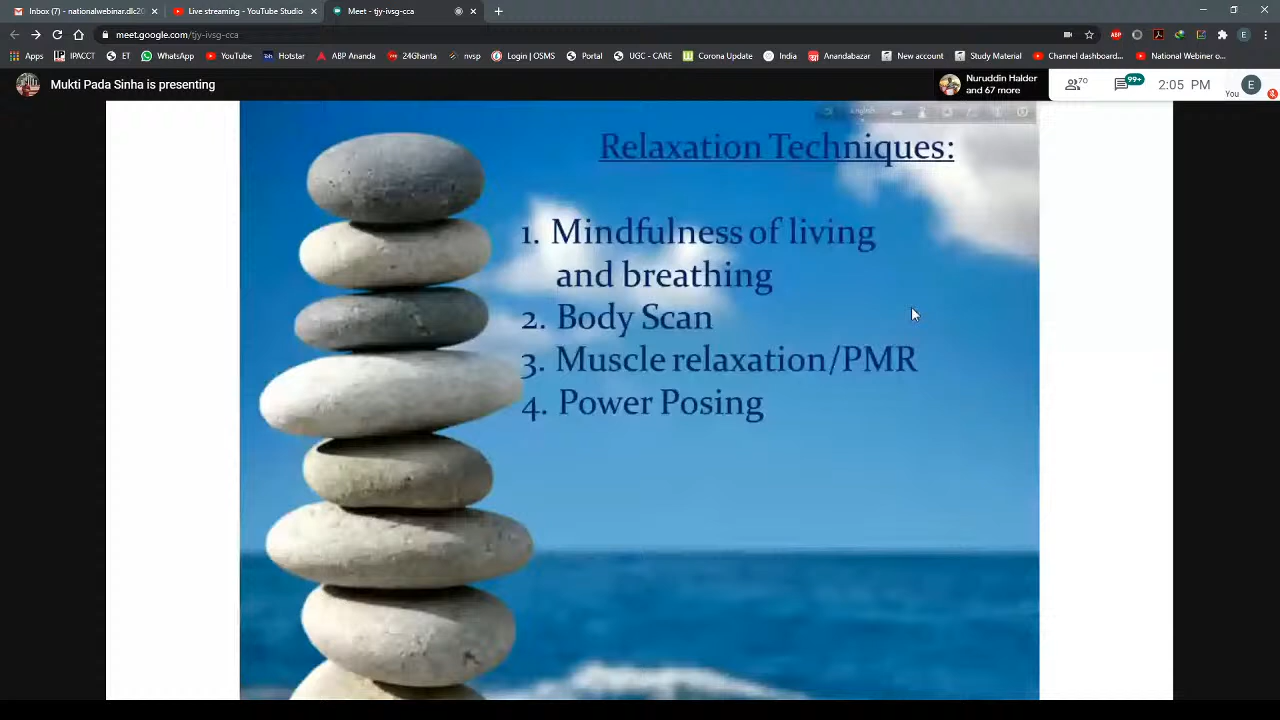 Inbox (7) - nationalwebinar.dlc20
Live streaming - YouTube Studio
Meet - tjy-ivsg-cca
meet.google.com/tjy-ivsg-cca
Apps
IPACCT
ET
WhatsApp
YouTube
Hotstar
ABP Ananda
24Ghanta
nvsp
Login | OSMS
Portal
UGC - CARE
Corona Update
India
Anandabazar
New account
Study Material
Channel dashboard...
National Webinar o...
Mukti Pada Sinha is presenting
Nuruddin Halder
and 67 more
70
99+
2:05 PM
You
E
Relaxation Techniques:
1. Mindfulness of living
and breathing
2. Body Scan
3. Muscle relaxation/PMR
4. Power Posing